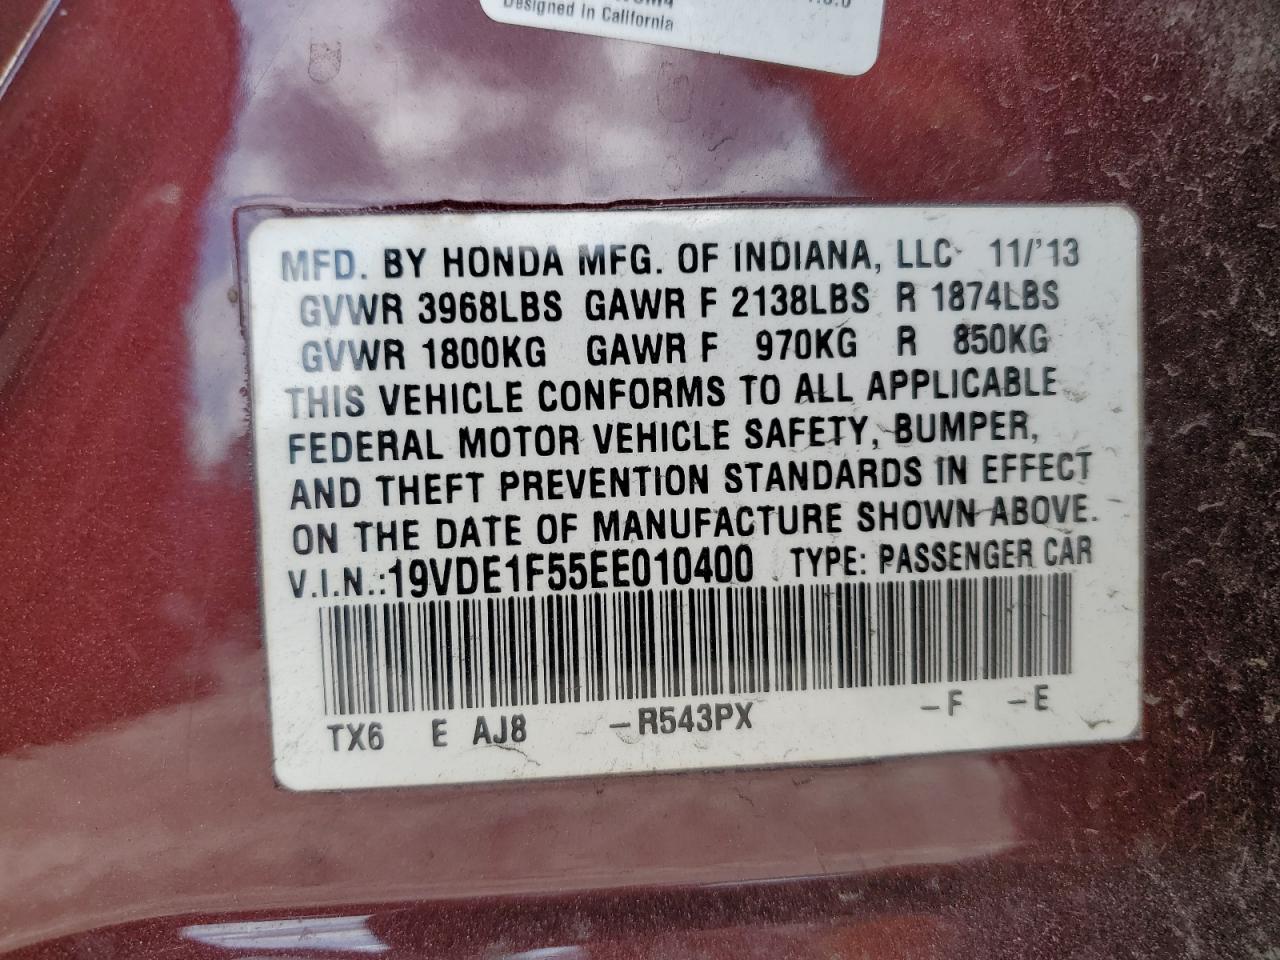 Designed in California
MFD. BY HONDA MFG. OF INDIANA, LLC 11/'13
GVWR 3968LBS GAWR F 2138LBS R 1874LBS
GVWR 1800KG GAWR F 970KG R 850KG
THIS VEHICLE CONFORMS TO ALL APPLICABLE
FEDERAL MOTOR VEHICLE SAFETY, BUMPER,
AND THEFT PREVENTION STANDARDS IN EFFECT
ON THE DATE OF MANUFACTURE SHOWN ABOVE.
V.I.N.:19VDE1F55EE010400 TYPE: PASSENGER CAR
TX6 E AJ8 -R543PX -F -E